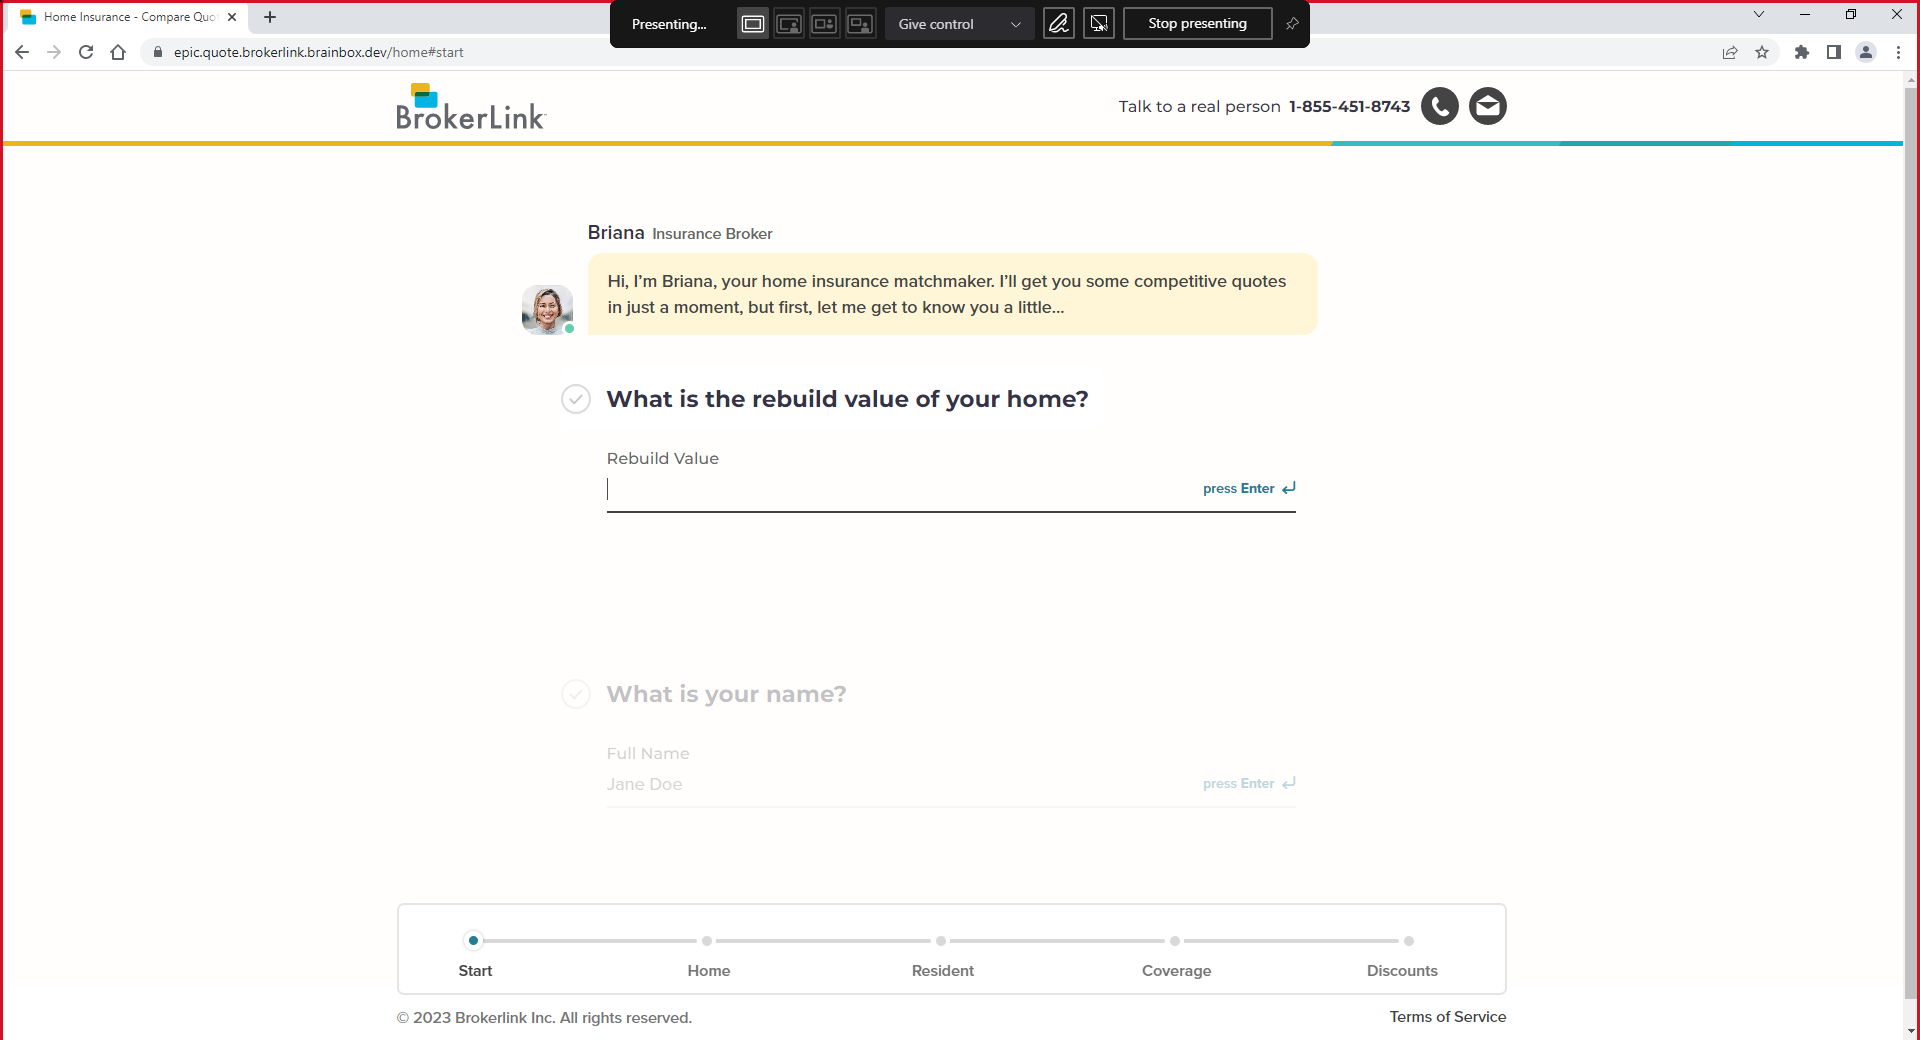 Home Insurance - Compare Quo
Presenting...
Give control
Stop presenting
epic.quote.brokerlink.brainbox.dev/home#start
BrokerLink
Talk to a real person 1-855-451-8743
Briana Insurance Broker
Hi, I’m Briana, your home insurance matchmaker. I’ll get you some competitive quotes
in just a moment, but first, let me get to know you a little...
What is the rebuild value of your home?
Rebuild Value
press Enter
What is your name?
Full Name
Jane Doe
press Enter
Start
Home
Resident
Coverage
Discounts
© 2023 Brokerlink Inc. All rights reserved.
Terms of Service